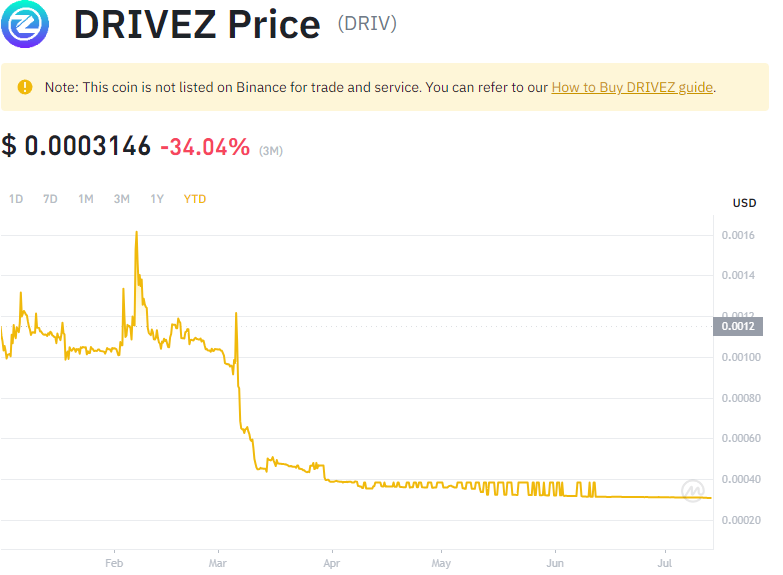 DRIVEZ Price (DRIV)
Note: This coin is not listed on Binance for trade and service. You can refer to our How to Buy DRIVEZ guide.
$ 0.0003146 -34.04% (3M)
1D 7D 1M 3M 1Y YTD
USD
0.0016
0.0014
0.0012
0.0012
0.00100
0.00080
0.00060
0.00040
0.00020
Feb Mar Apr May Jun Jul